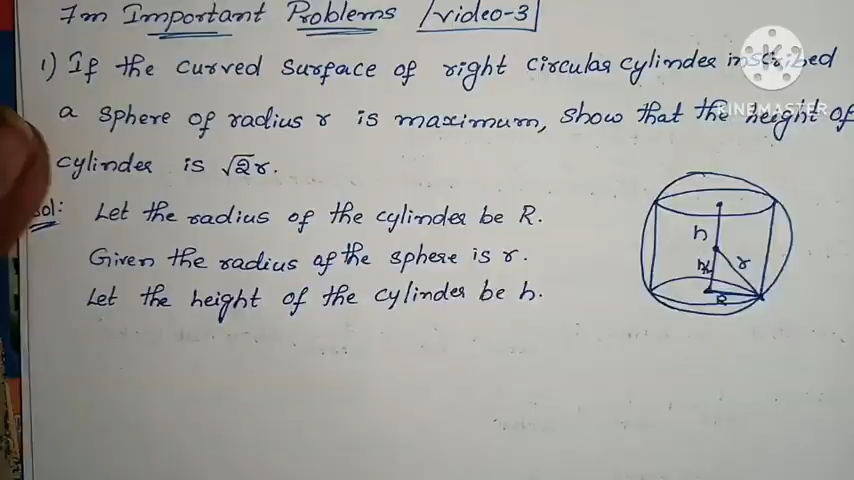 7m Important Problems /video-3
1) If the curved surface of right circular cylinder inscribed
a sphere of radius r is maximum, show that the height of
cylinder is √2r.
Sol: Let the radius of the cylinder be R.
Given the radius of the sphere is r.
Let the height of the cylinder be h.
h
r
R
KINEMASTER